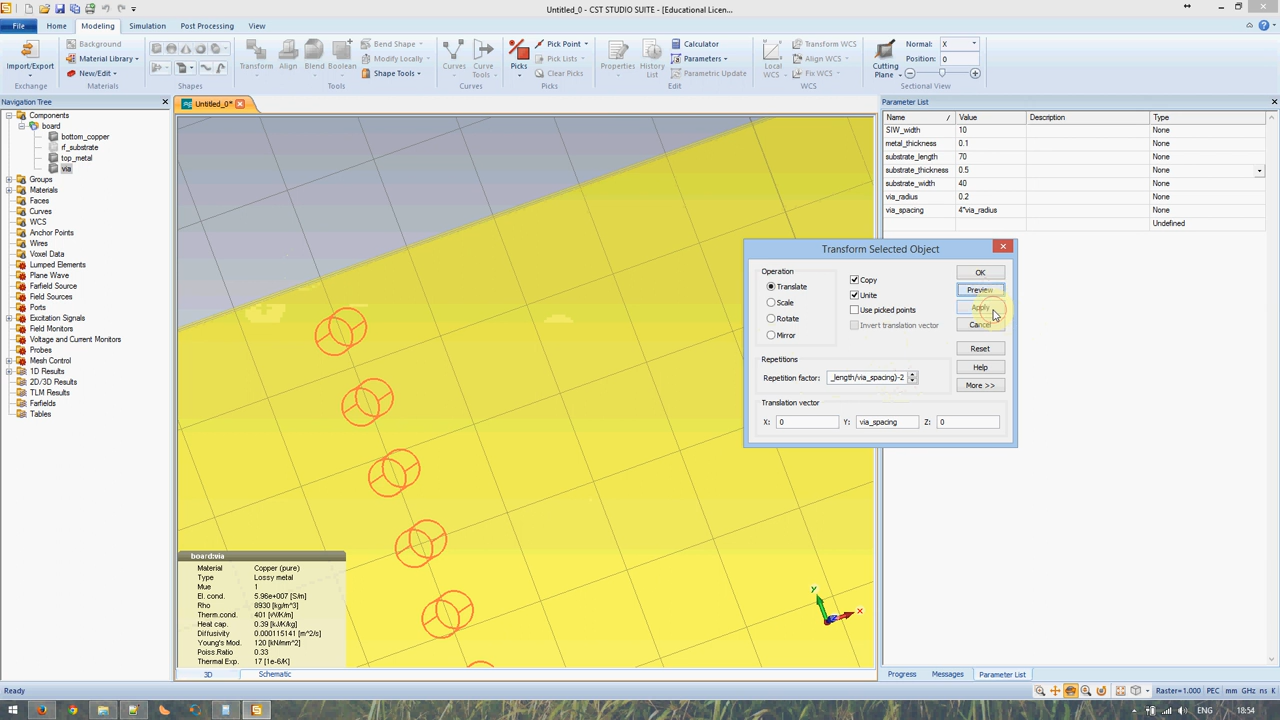 Untitled_0 - CST STUDIO SUITE - [Educational Licen...
File
Home
Modeling
Simulation
Post Processing
View
Import/Export
Background
Material Library
New/Edit
Transform
Align
Blend
Boolean
Bend Shape
Modify Locally
Shape Tools
Curves
Curve Tools
Picks
Pick Point
Pick Lists
Clear Picks
Properties
History List
Calculator
Parameters
Parametric Update
Local WCS
Transform WCS
Align WCS
Fix WCS
Cutting Plane
Normal: X
Position: 0
Exchange
Materials
Shapes
Tools
Curves
Picks
Edit
WCS
Sectional View
Navigation Tree
Components
board
bottom_copper
rf_substrate
top_metal
via
Groups
Materials
Faces
Curves
WCS
Anchor Points
Wires
Voxel Data
Lumped Elements
Plane Wave
Farfield Source
Field Sources
Ports
Excitation Signals
Field Monitors
Voltage and Current Monitors
Probes
Mesh Control
1D Results
2D/3D Results
TLM Results
Farfields
Tables
Untitled_0*
board:via
Material Copper (pure)
Type Lossy metal
Mue 1
El. cond. 5.96e+007 [S/m]
Rho 8930 [kg/m^3]
Therm.cond. 401 [W/K/m]
Heat cap. 0.39 [kJ/K/kg]
Diffusivity 0.000115141 [m^2/s]
Young's Mod. 120 [kN/mm^2]
Poiss.Ratio 0.33
Thermal Exp. 17 [1e-6/K]
y
x
3D
Schematic
Parameter List
Name / Value Description Type
SIW_width 10 None
metal_thickness 0.1 None
substrate_length 70 None
substrate_thickness 0.5 None
substrate_width 40 None
via_radius 0.2 None
via_spacing 4*via_radius None
Undefined
Transform Selected Object
Operation
Translate
Scale
Rotate
Mirror
Copy
Unite
Use picked points
Invert translation vector
OK
Preview
Apply
Cancel
Reset
Help
More >>
Repetitions
Repetition factor: _length/via_spacing)-2
Translation vector
X: 0 Y: via_spacing Z: 0
Progress
Messages
Parameter List
Ready
Raster=1.000 PEC mm GHz ns K
ENG 18:54